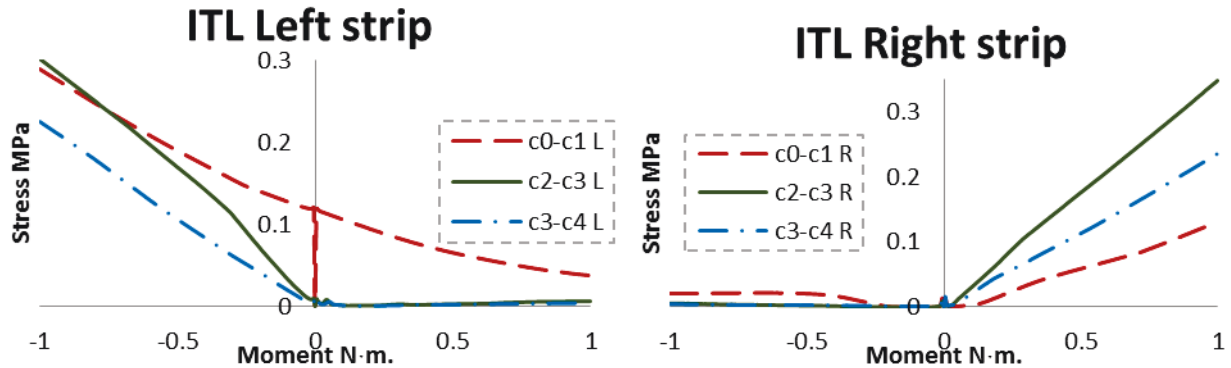 ITL Left strip
0.3
0.2
0.1
0
Stress MPa
c0-c1 L
c2-c3 L
c3-c4 L
-1
-0.5
0
0.5
1
Moment N·m.
ITL Right strip
0.3
0.2
0.1
0
Stress MPa
c0-c1 R
c2-c3 R
c3-c4 R
-1
-0.5
0
0.5
1
Moment N·m.